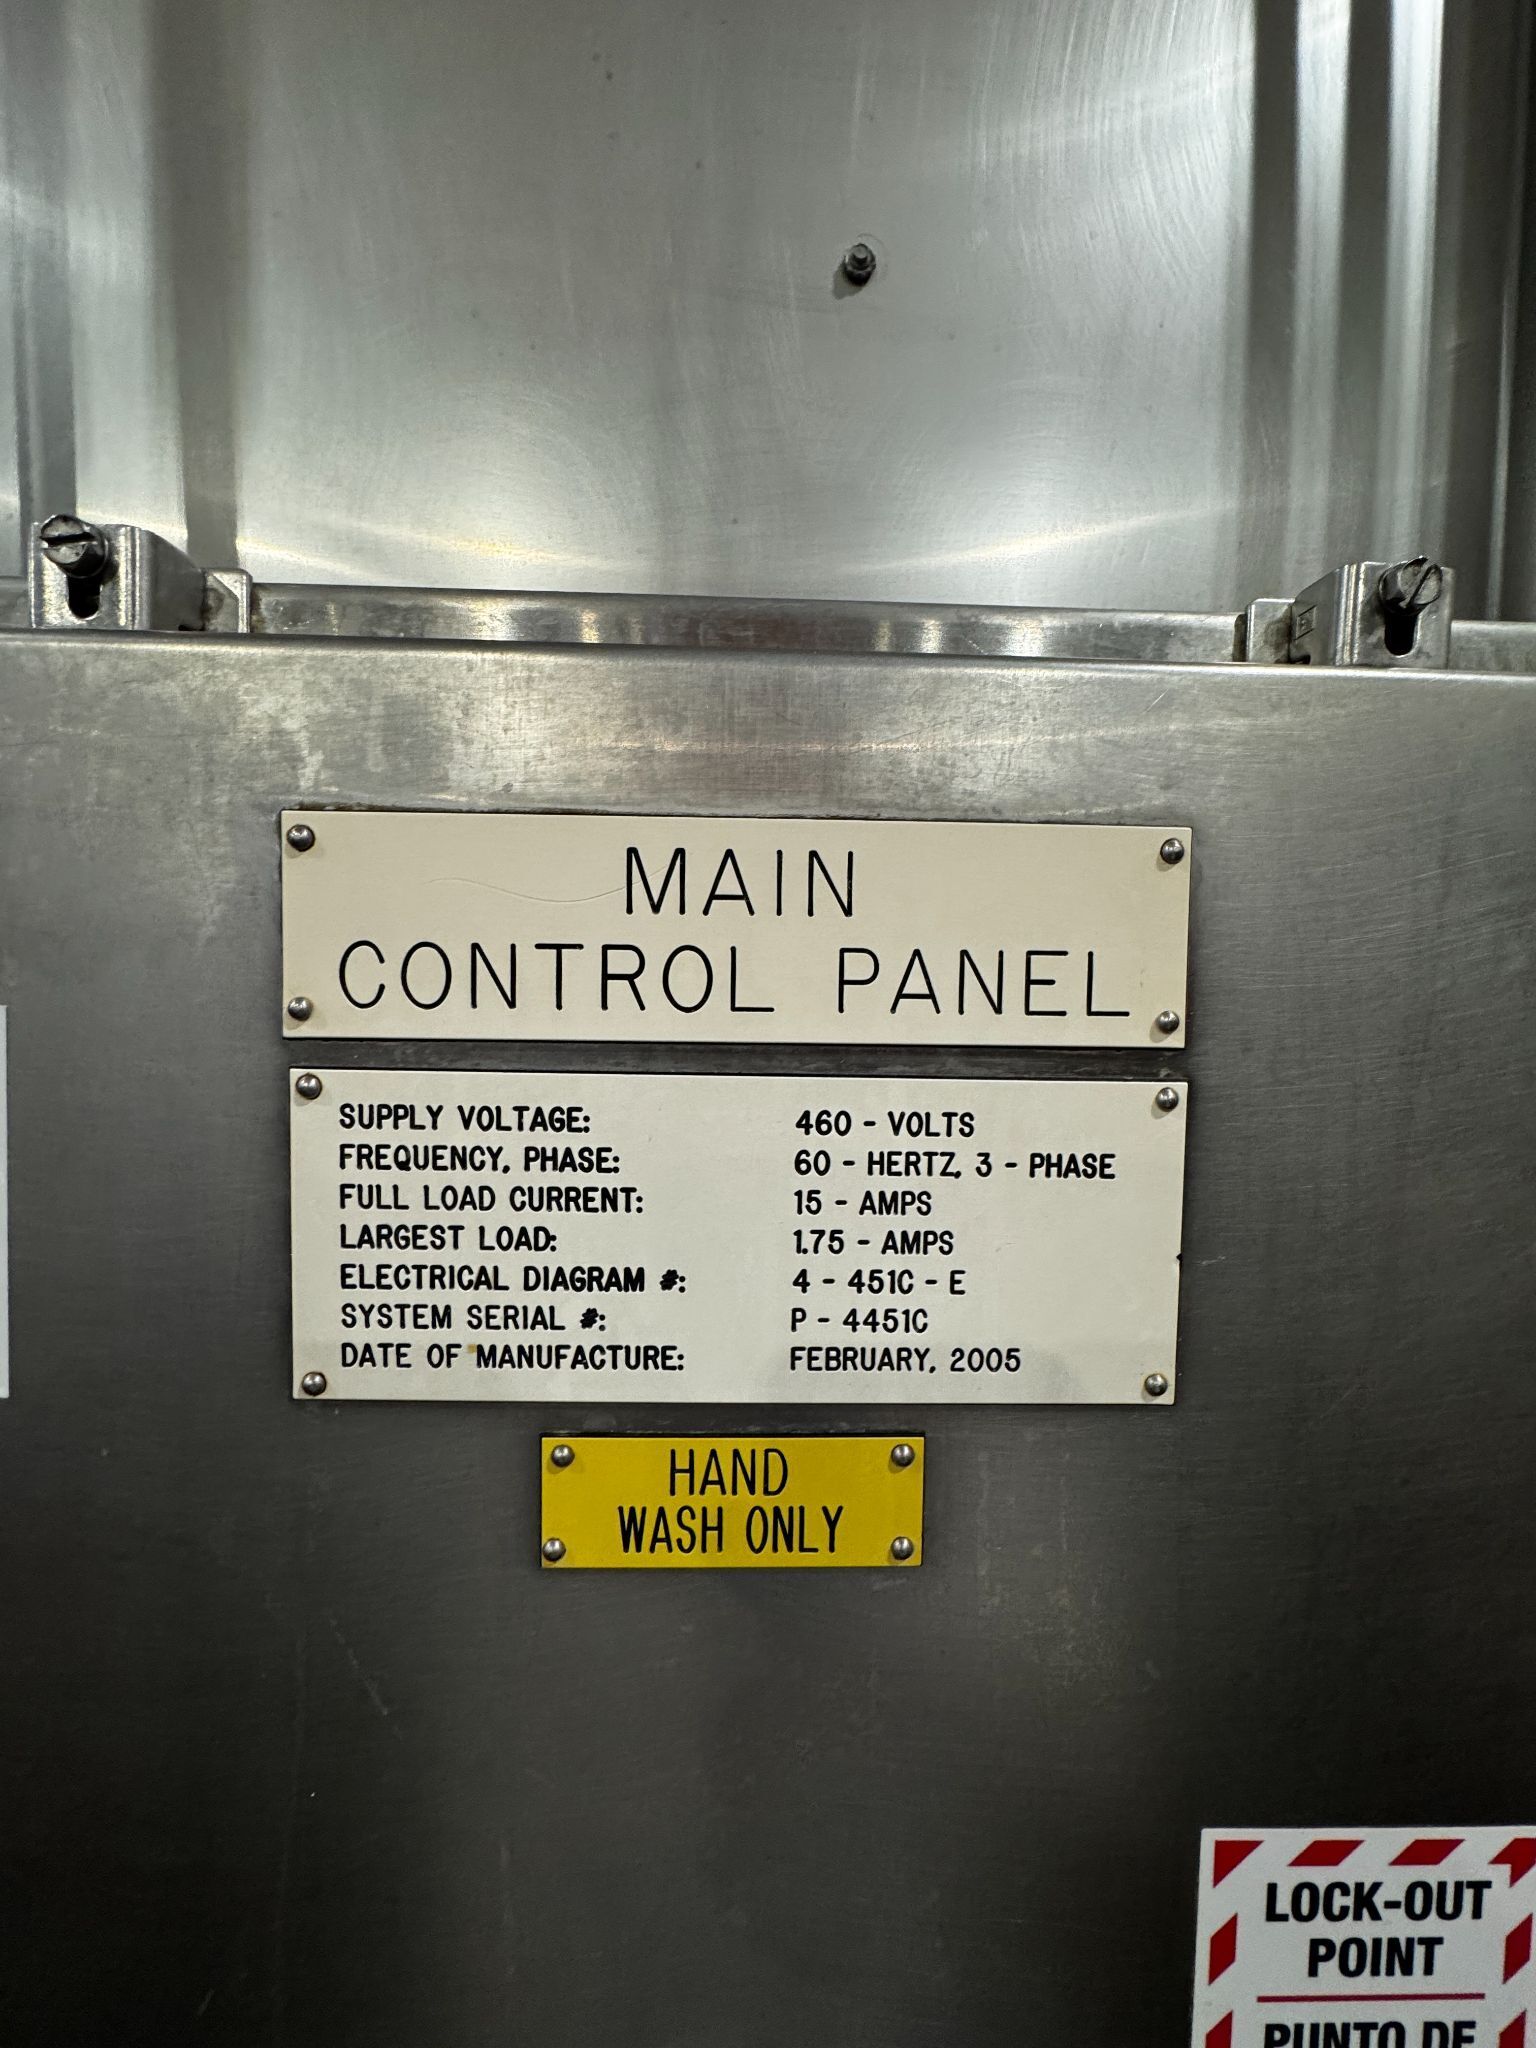 MAIN
CONTROL PANEL
SUPPLY VOLTAGE: 460 - VOLTS
FREQUENCY, PHASE: 60 - HERTZ, 3 - PHASE
FULL LOAD CURRENT: 15 - AMPS
LARGEST LOAD: 1.75 - AMPS
ELECTRICAL DIAGRAM #: 4 - 451C - E
SYSTEM SERIAL #: P - 4451C
DATE OF MANUFACTURE: FEBRUARY, 2005
HAND
WASH ONLY
LOCK-OUT
POINT
PUNTO DE